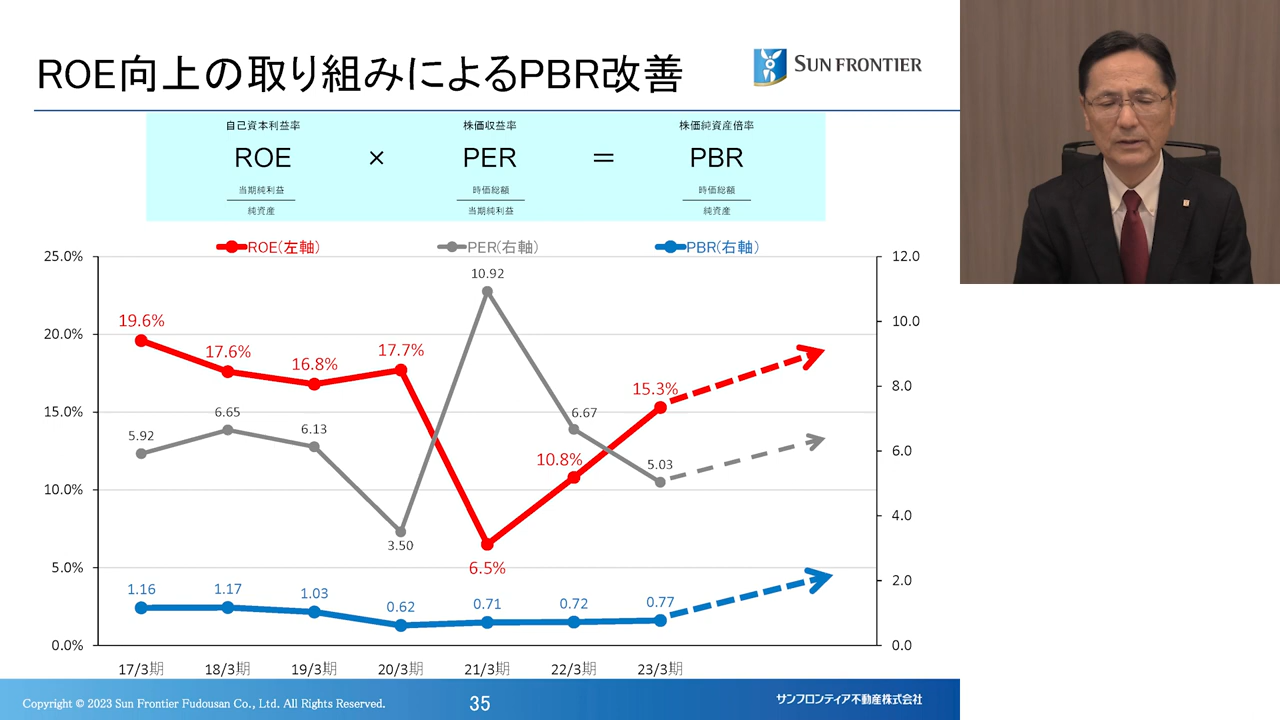 ROE向上の取り組みによるPBR改善
SUN FRONTIER
自己資本利益率 株価収益率 株価純資産倍率
ROE × PER = PBR
当期純利益 時価総額 時価総額
純資産 当期純利益 純資産
ROE(左軸) PER(右軸) PBR(右軸)
25.0% 12.0
10.92
19.6% 10.0
20.0%
17.6% 16.8% 17.7%
15.3% 8.0
15.0%
5.92 6.65 6.13 6.67
10.8% 5.03 6.0
10.0%
3.50 4.0
6.5%
5.0%
2.0
1.16 1.17 1.03 0.62 0.71 0.72 0.77
0.0% 0.0
17/3期 18/3期 19/3期 20/3期 21/3期 22/3期 23/3期
Copyright © 2023 Sun Frontier Fudousan Co., Ltd. All Rights Reserved. 35 サンフロンティア不動産株式会社